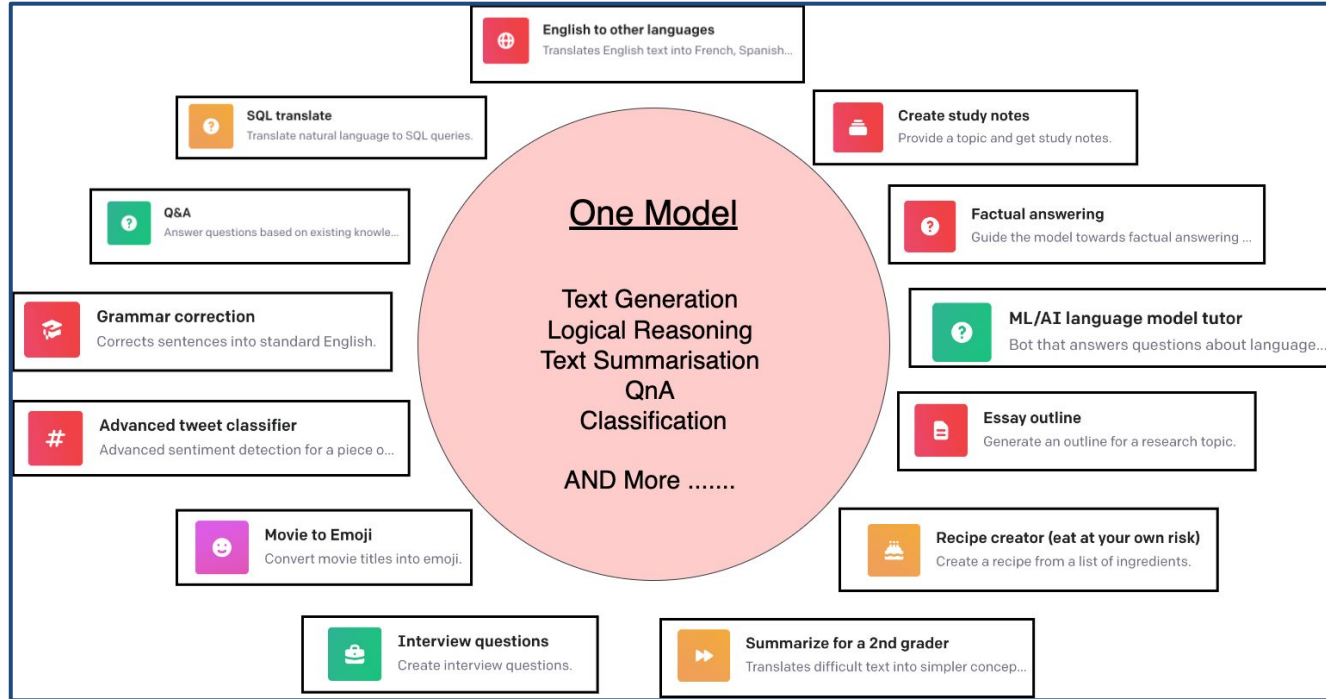 English to other languages
Translates English text into French, Spanish...
SQL translate
Translate natural language to SQL queries.
Create study notes
Provide a topic and get study notes.
Q&A
Answer questions based on existing knowle...
Factual answering
Guide the model towards factual answering ...
One Model
Text Generation
Logical Reasoning
Text Summarisation
QnA
Classification
AND More .......
Grammar correction
Corrects sentences into standard English.
ML/AI language model tutor
Bot that answers questions about language...
Advanced tweet classifier
Advanced sentiment detection for a piece o...
Essay outline
Generate an outline for a research topic.
Movie to Emoji
Convert movie titles into emoji.
Recipe creator (eat at your own risk)
Create a recipe from a list of ingredients.
Interview questions
Create interview questions.
Summarize for a 2nd grader
Translates difficult text into simpler concep...